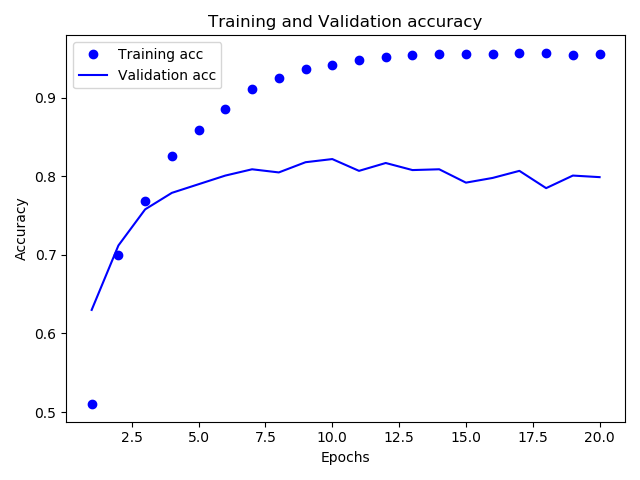 Training and Validation accuracy
Training acc
Validation acc
Accuracy
0.9
0.8
0.7
0.6
0.5
2.5 5.0 7.5 10.0 12.5 15.0 17.5 20.0
Epochs